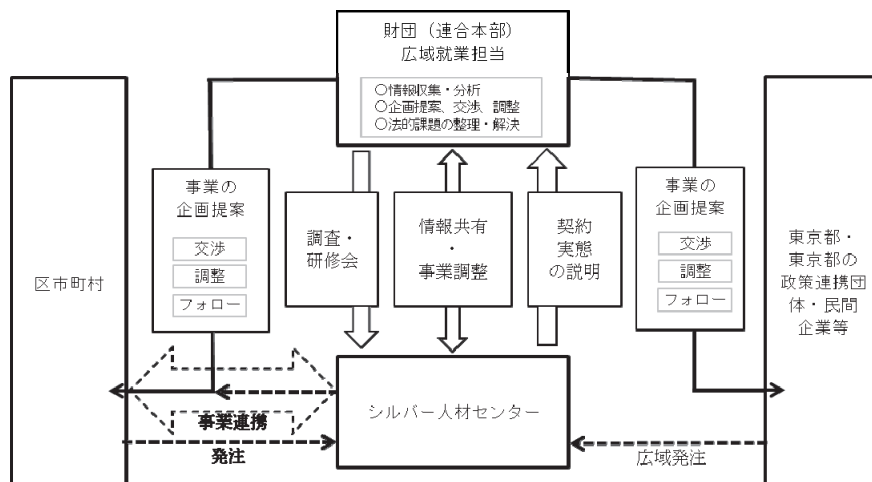 財団（連合本部）
広域就業担当
○情報収集・分析
○企画提案、交渉、調整
○法的課題の整理・解決
区市町村
事業の
企画提案
交渉
調整
フォロー
調査・
研修会
情報共有
・
事業調整
契約
実態
の説明
事業の
企画提案
交渉
調整
フォロー
東京都・
東京都の
政策連携団
体・民間
企業等
シルバー人材センター
事業連携
発注
広域発注